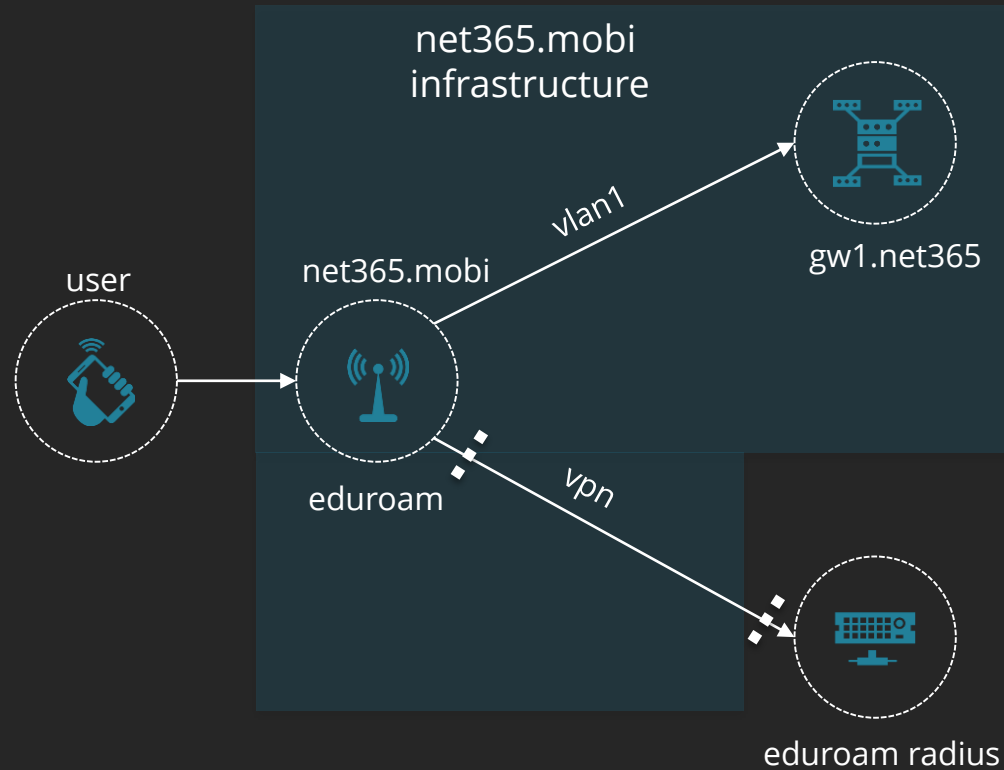 net365.mobi
infrastructure
vlan1
gw1.net365
net365.mobi
user
eduroam
vpn
eduroam radius